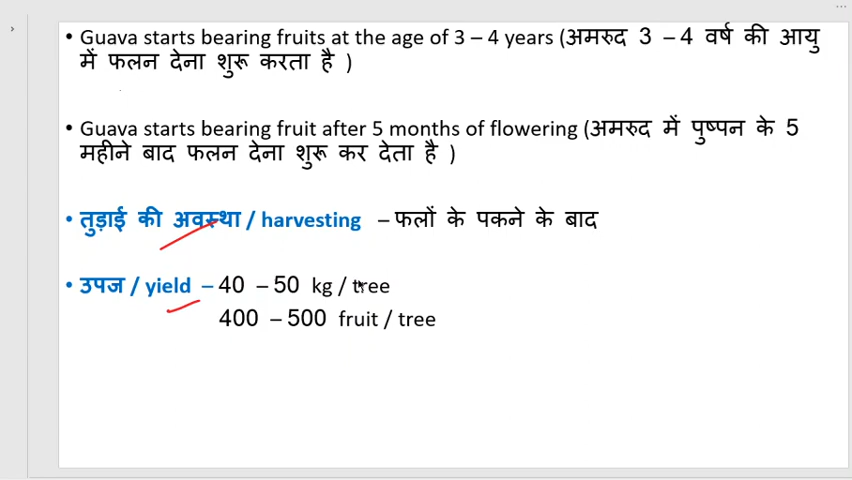 • Guava starts bearing fruits at the age of 3 – 4 years (अमरुद 3 – 4 वर्ष की आयु
में फलन देना शुरू करता है )
• Guava starts bearing fruit after 5 months of flowering (अमरुद में पुष्पन के 5
महीने बाद फलन देना शुरू कर देता है )
• तुड़ाई की अवस्था / harvesting – फलों के पकने के बाद
• उपज / yield – 40 – 50 kg / tree
400 – 500 fruit / tree